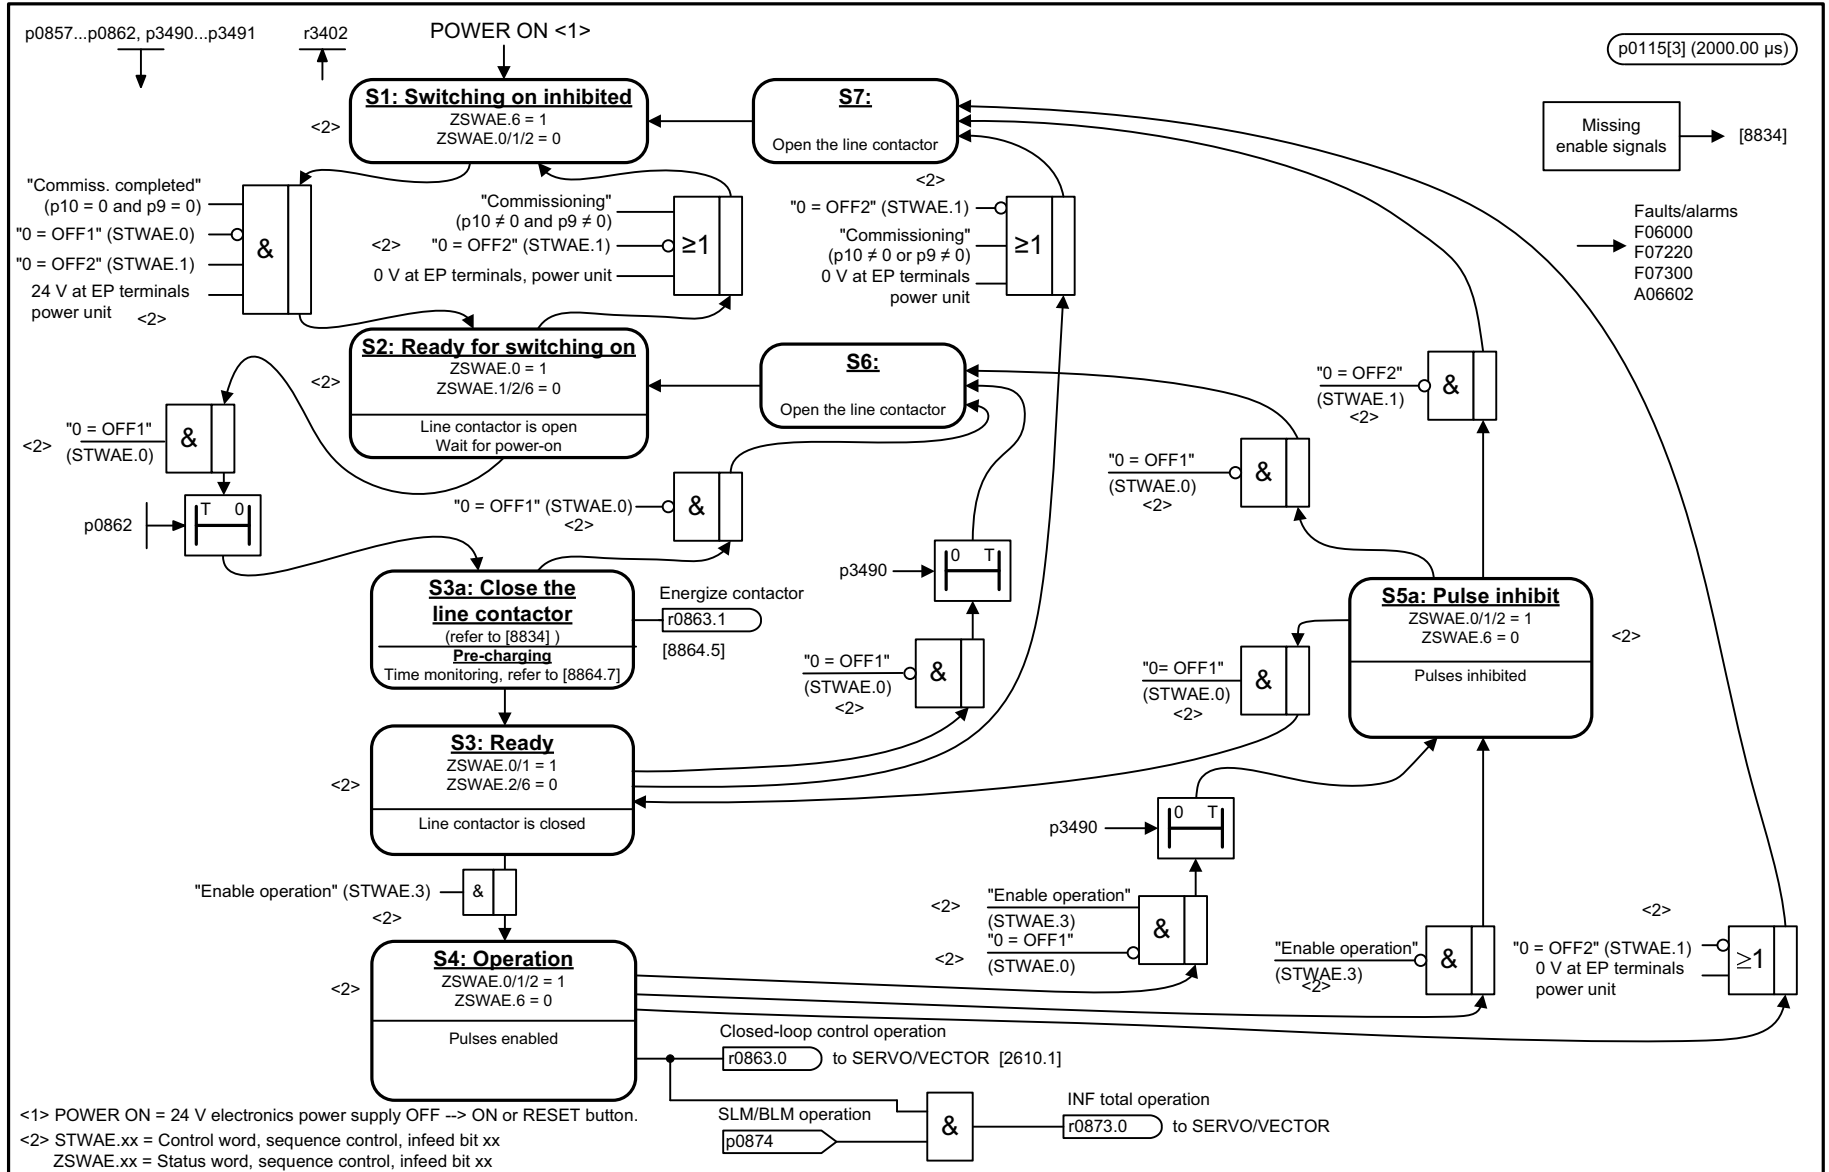 p0857...p0862, p3490...p3491
r3402
POWER ON <1>
p0115[3] (2000.00 µs)
S1: Switching on inhibited
ZSWAE.6 = 1
ZSWAE.0/1/2 = 0
<2>
S7:
Open the line contactor
<2>
Missing
enable signals
[8834]
"Commiss. completed"
(p10 = 0 and p9 = 0)
"0 = OFF1" (STWAE.0)
"0 = OFF2" (STWAE.1)
24 V at EP terminals
power unit
<2>
&
"Commissioning"
(p10 ≠ 0 and p9 ≠ 0)
<2>
"0 = OFF2" (STWAE.1)
0 V at EP terminals, power unit
≥1
"0 = OFF2" (STWAE.1)
"Commissioning"
(p10 ≠ 0 or p9 ≠ 0)
0 V at EP terminals
power unit
≥1
Faults/alarms
F06000
F07220
F07300
A06602
S2: Ready for switching on
ZSWAE.0 = 1
ZSWAE.1/2/6 = 0
Line contactor is open
Wait for power-on
<2>
S6:
Open the line contactor
"0 = OFF2"
(STWAE.1)
<2>
&
<2>
"0 = OFF1"
(STWAE.0)
&
p0862
T 0
"0 = OFF1" (STWAE.0)
<2>
&
"0 = OFF1"
(STWAE.0)
<2>
&
p3490
0 T
S3a: Close the
line contactor
(refer to [8834] )
Pre-charging
Time monitoring, refer to [8864.7]
Energize contactor
r0863.1
[8864.5]
"0 = OFF1"
(STWAE.0)
<2>
&
"0= OFF1"
(STWAE.0)
<2>
&
S5a: Pulse inhibit
ZSWAE.0/1/2 = 1
ZSWAE.6 = 0
Pulses inhibited
<2>
S3: Ready
ZSWAE.0/1 = 1
ZSWAE.2/6 = 0
Line contactor is closed
<2>
p3490
0 T
"Enable operation" (STWAE.3)
<2>
&
<2>
"Enable operation"
(STWAE.3)
"0 = OFF1"
<2>
(STWAE.0)
&
"Enable operation"
(STWAE.3)
<2>
&
<2>
"0 = OFF2" (STWAE.1)
0 V at EP terminals
power unit
≥1
S4: Operation
ZSWAE.0/1/2 = 1
ZSWAE.6 = 0
Pulses enabled
<2>
Closed-loop control operation
r0863.0
to SERVO/VECTOR [2610.1]
SLM/BLM operation
p0874
&
INF total operation
r0873.0
to SERVO/VECTOR
<1> POWER ON = 24 V electronics power supply OFF --> ON or RESET button.
<2> STWAE.xx = Control word, sequence control, infeed bit xx
ZSWAE.xx = Status word, sequence control, infeed bit xx